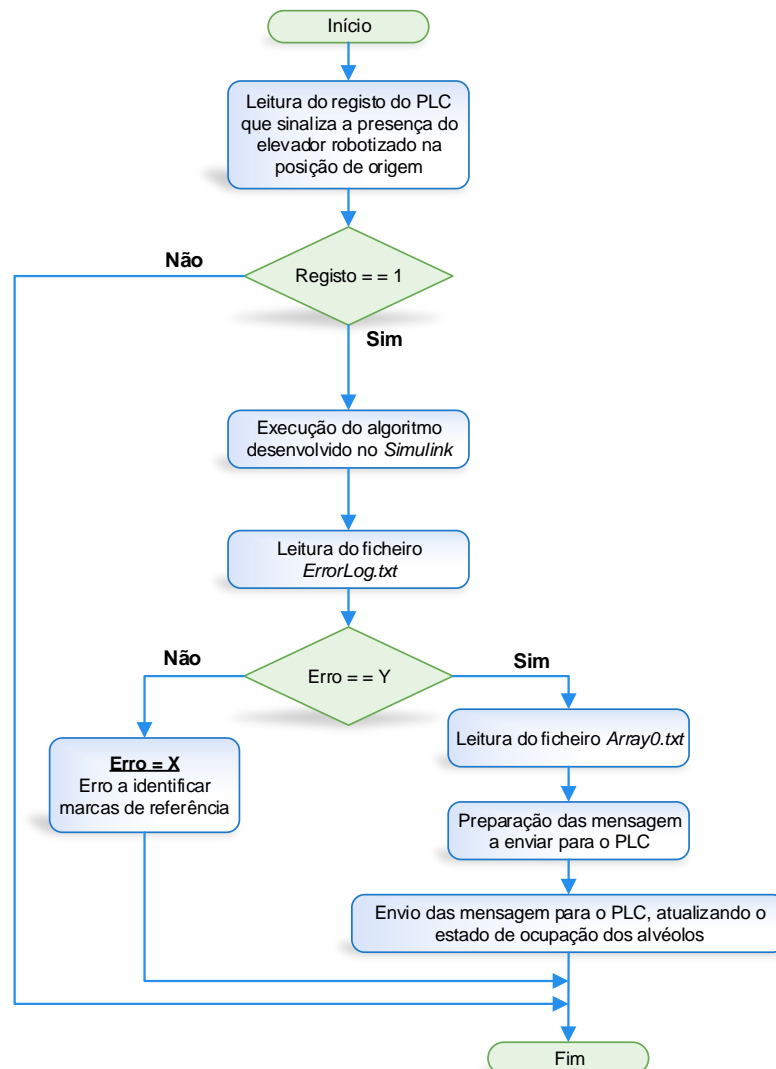 Início
Leitura do registo do PLC
que sinaliza a presença do
elevador robotizado na
posição de origem
Não
Registo = = 1
Sim
Execução do algoritmo
desenvolvido no Simulink
Leitura do ficheiro
ErrorLog.txt
Não
Erro = = Y
Sim
Erro = X
Erro a identificar
marcas de referência
Leitura do ficheiro Array0.txt
Preparação das mensagem
a enviar para o PLC
Envio das mensagem para o PLC, atualizando o
estado de ocupação dos alvéolos
Fim